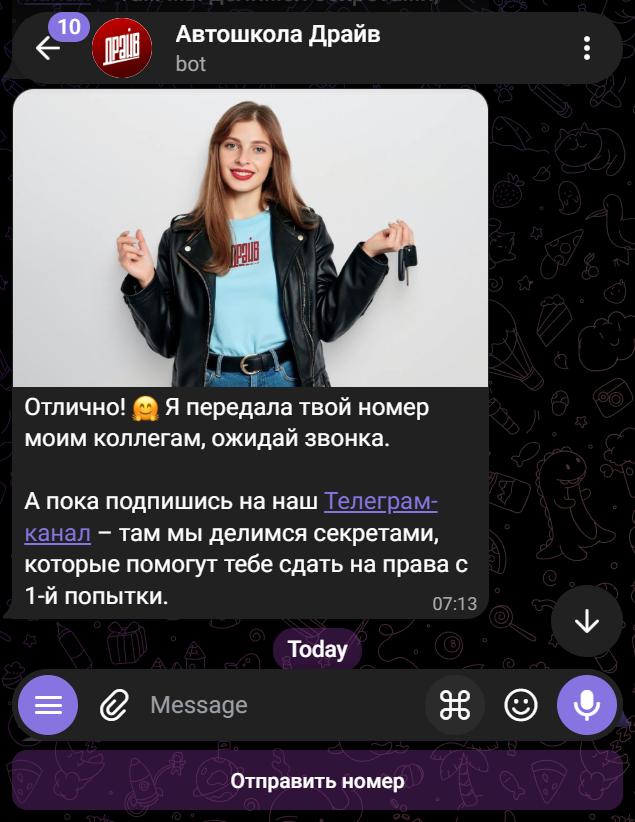 10
ДРАЙВ
Автошкола Драйв
bot
ДРАЙВ
Отлично! 🤗 Я передала твой номер
моим коллегам, ожидай звонка.
А пока подпишись на наш Телеграм-
канал – там мы делимся секретами,
которые помогут тебе сдать на права с
1-й попытки.
07:13
Today
Message
Отправить номер